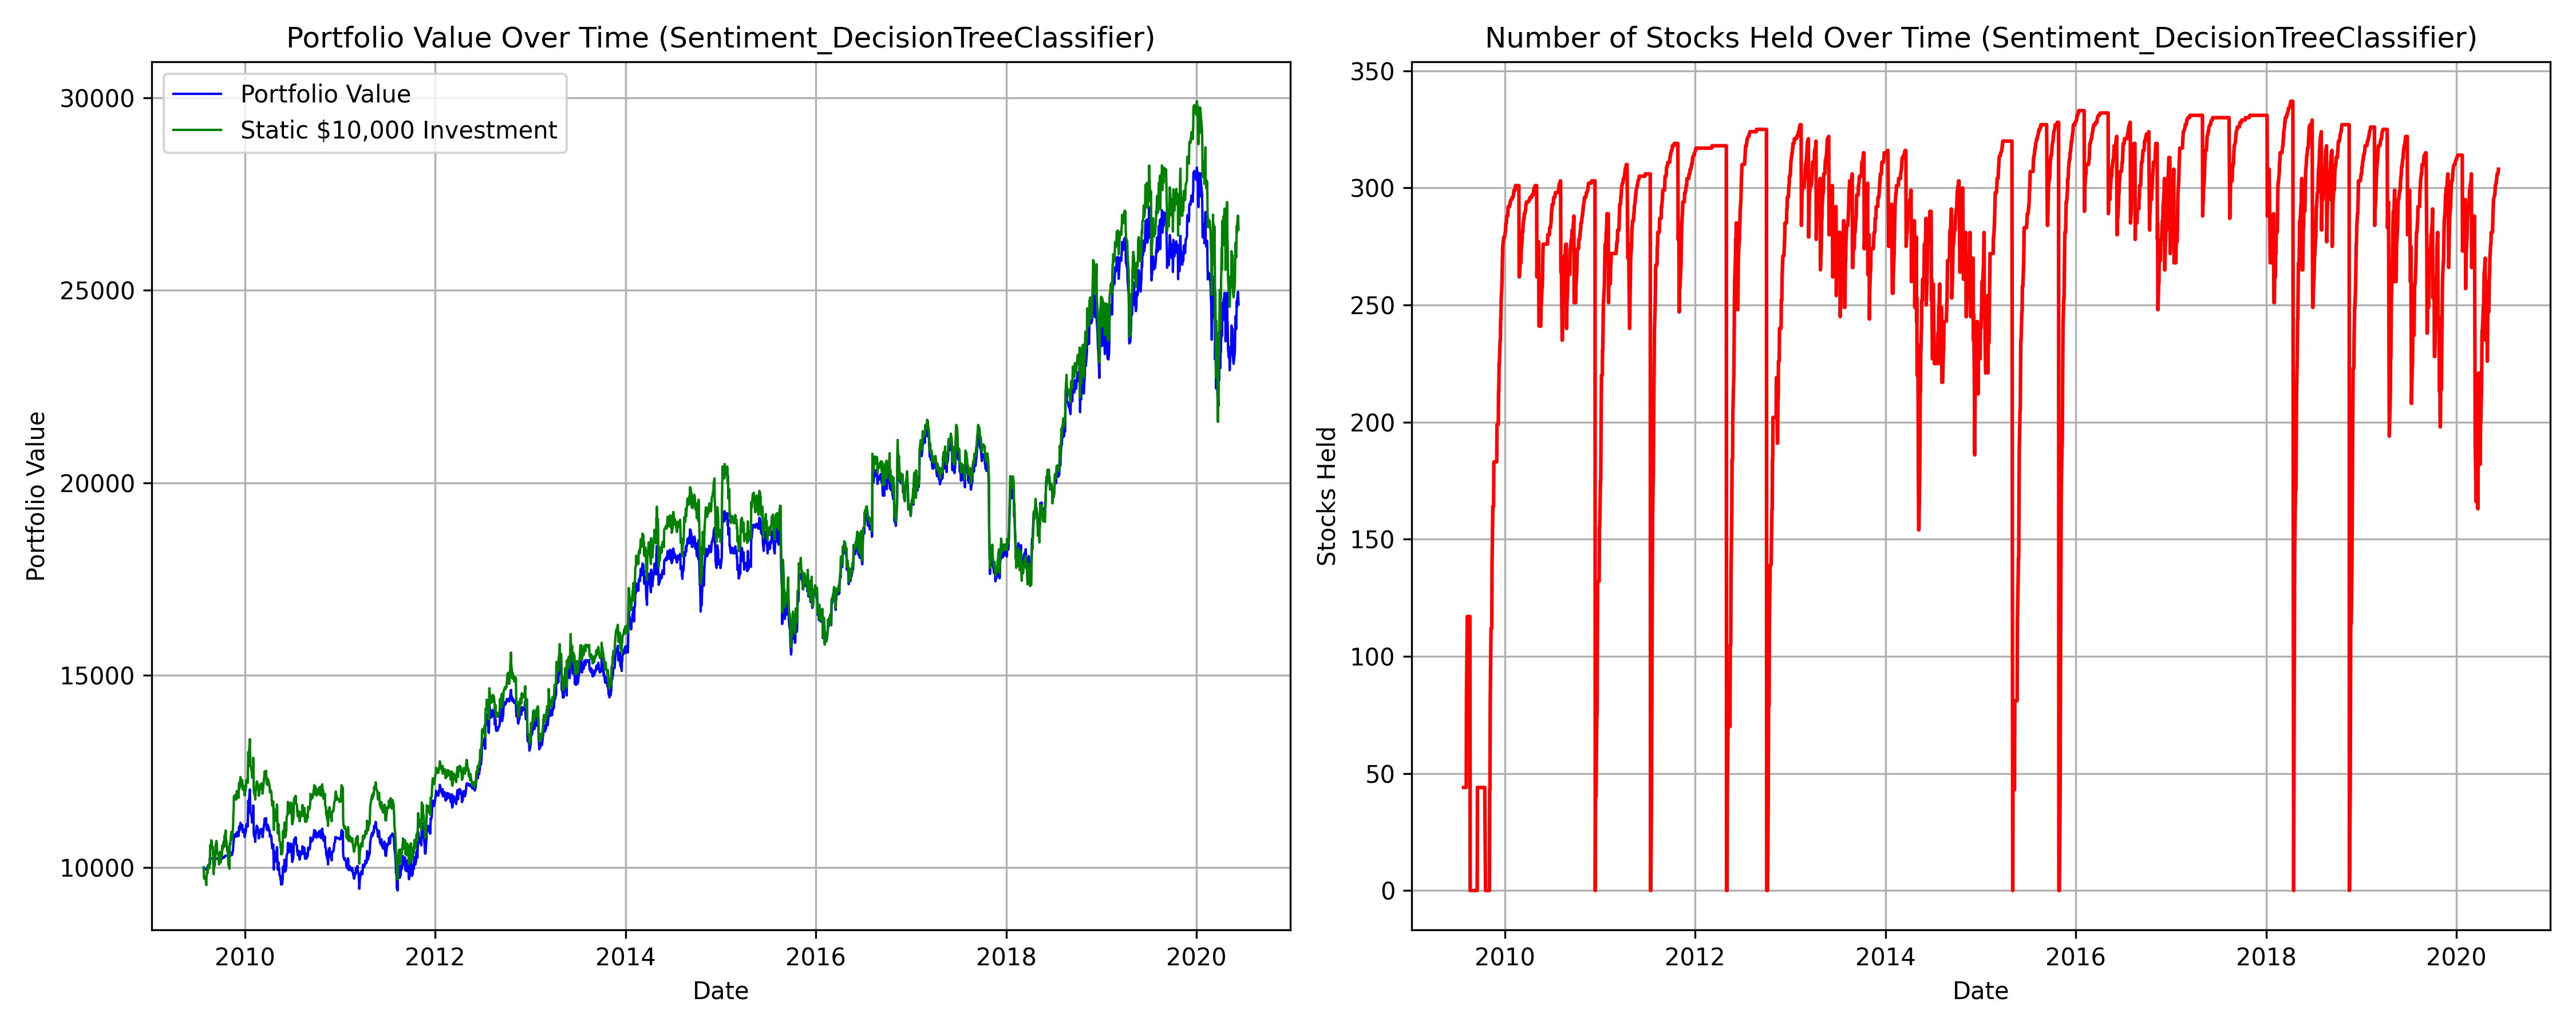 Portfolio Value Over Time (Sentiment_DecisionTreeClassifier)
Portfolio Value
Static $10,000 Investment
30000
25000
20000
15000
10000
Portfolio Value
2010 2012 2014 2016 2018 2020
Date
Number of Stocks Held Over Time (Sentiment_DecisionTreeClassifier)
350
300
250
200
150
100
50
0
Stocks Held
2010 2012 2014 2016 2018 2020
Date